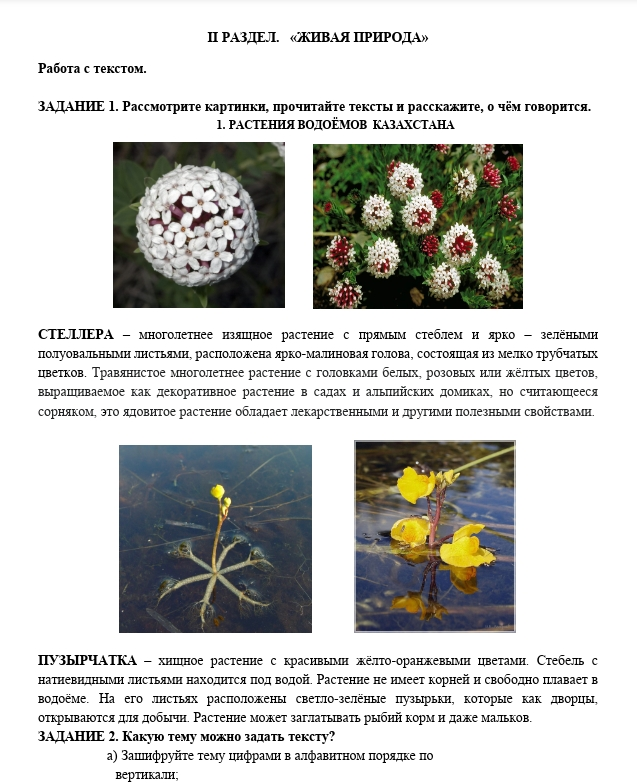 II РАЗДЕЛ. «ЖИВАЯ ПРИРОДА»
Работа с текстом.
ЗАДАНИЕ 1. Рассмотрите картинки, прочитайте тексты и расскажите, о чём говорится.
1. РАСТЕНИЯ ВОДОЁМОВ КАЗАХСТАНА
СТЕЛЛЕРА – многолетнее изящное растение с прямым стеблем и ярко – зелёными
полуовальными листьями, расположена ярко-малиновая голова, состоящая из мелко трубчатых
цветков. Травянистое многолетнее растение с головками белых, розовых или жёлтых цветов,
выращиваемое как декоративное растение в садах и альпийских домиках, но считающееся
сорняком, это ядовитое растение обладает лекарственными и другими полезными свойствами.
ПУЗЫРЧАТКА – хищное растение с красивыми жёлто-оранжевыми цветами. Стебель с
натиевидными листьями находится под водой. Растение не имеет корней и свободно плавает в
водоёме. На его листьях расположены светло-зелёные пузырьки, которые как дворцы,
открываются для добычи. Растение может заглатывать рыбий корм и даже мальков.
ЗАДАНИЕ 2. Какую тему можно задать тексту?
а) Зашифруйте тему цифрами в алфавитном порядке по
вертикали;